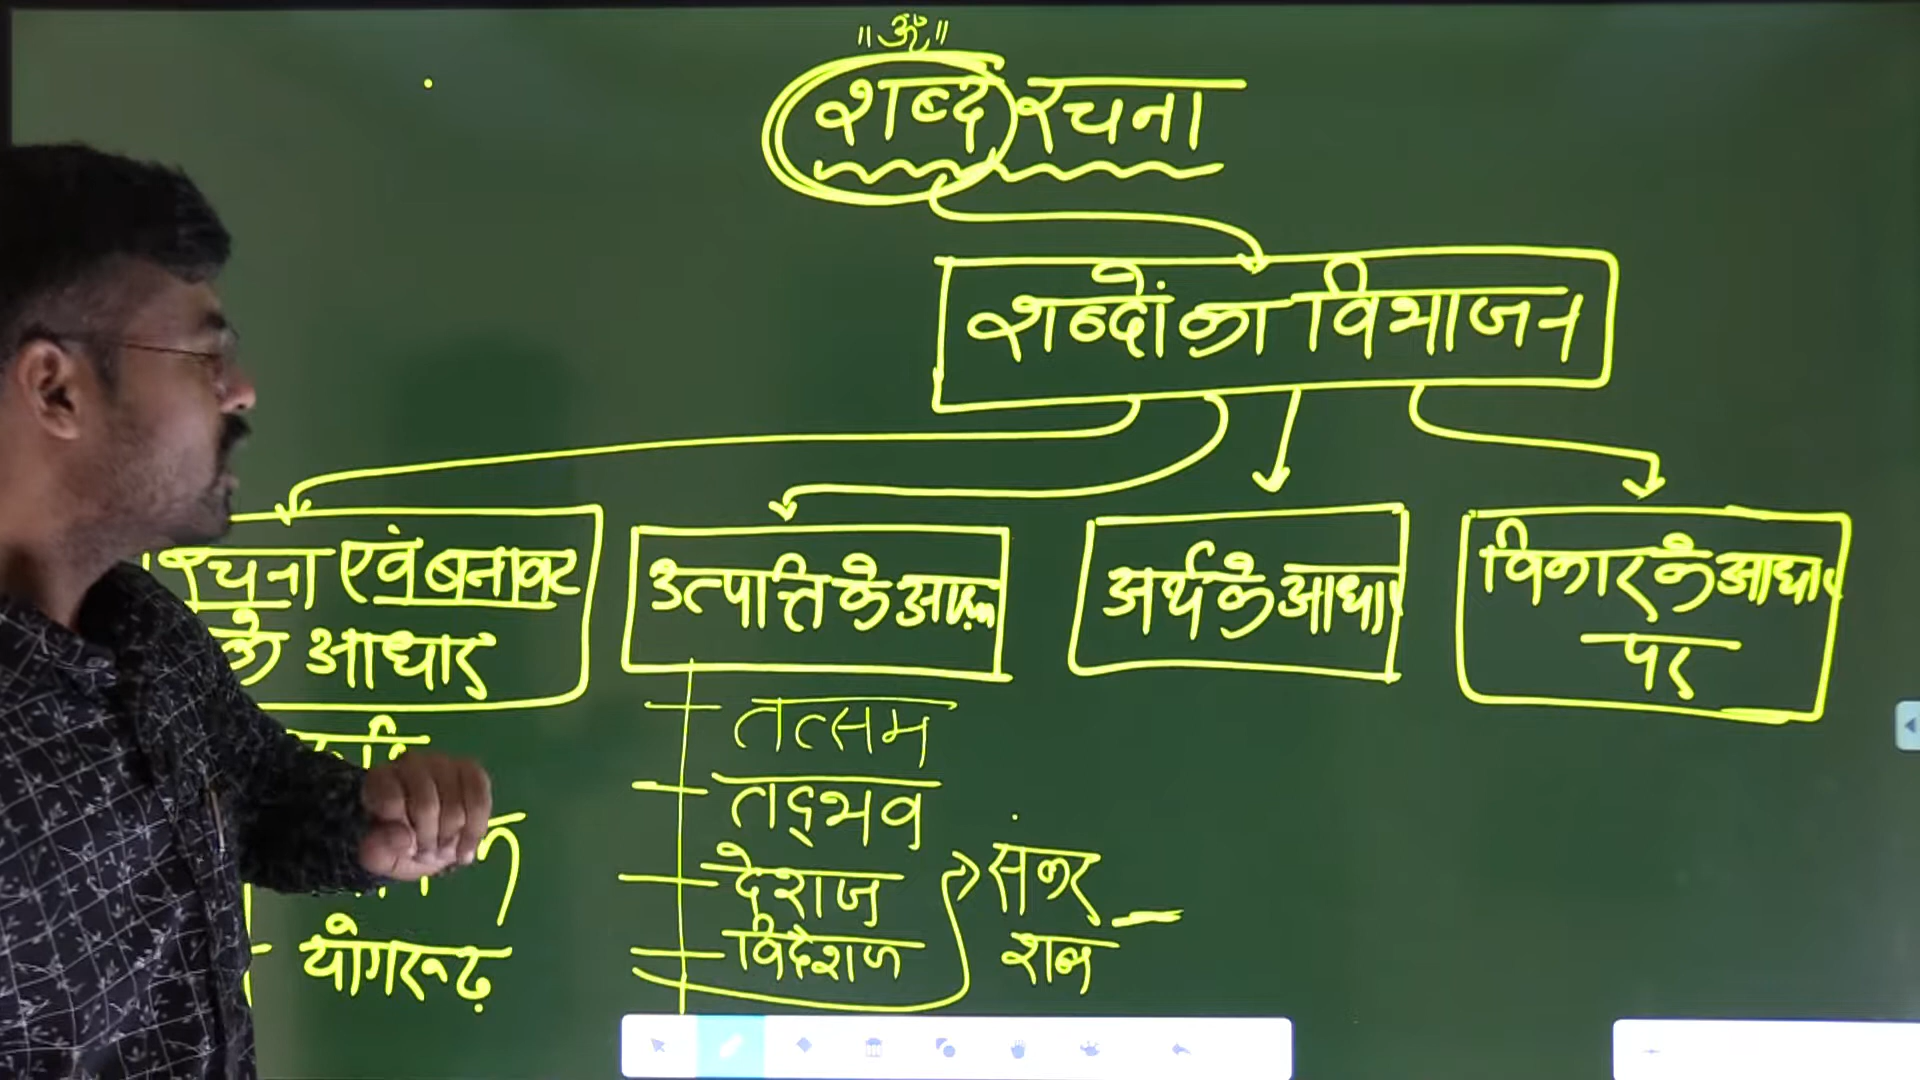 ॥ॐ॥
शब्द रचना
शब्दों का विभाजन
रचना एवं बनावट
के आधार
उत्पत्ति के आधार
अर्थ के आधार
विकार के आधार
पर
तत्सम
तद्भव
देशज
विदेशज
संकर
शब्द
योगरूढ़